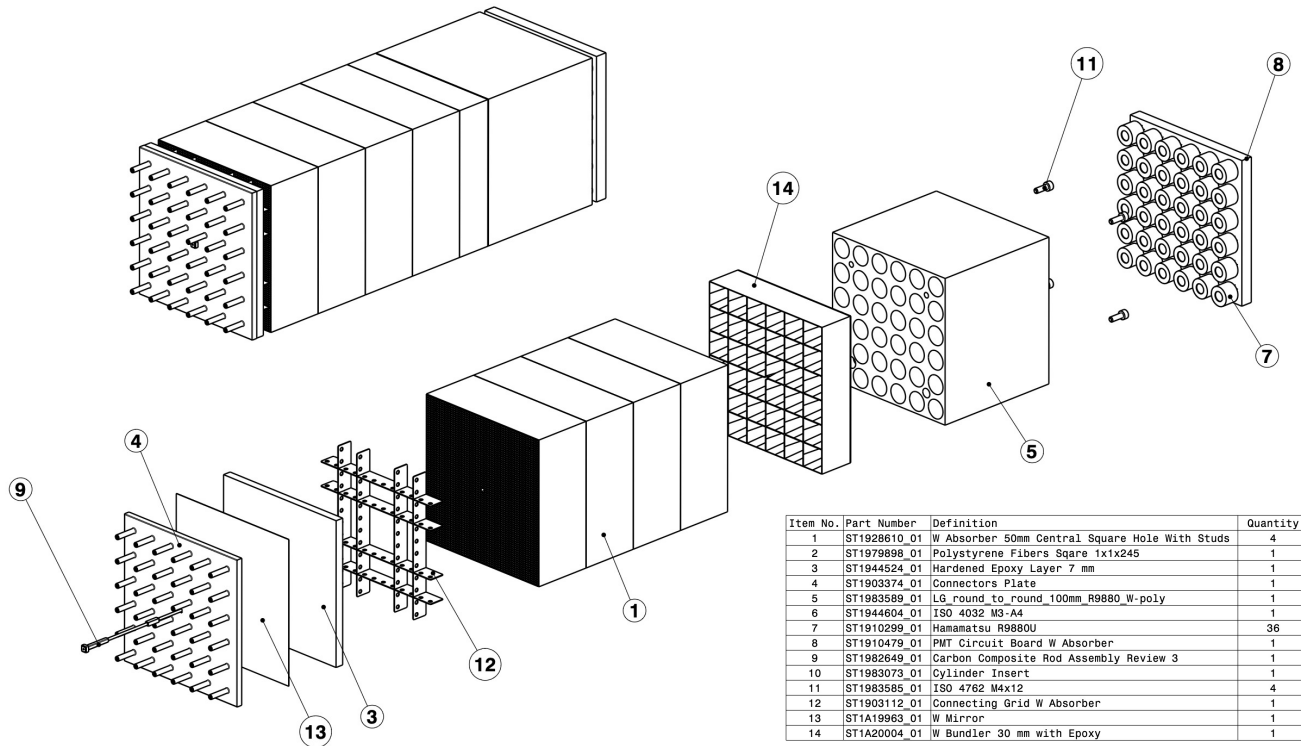 11
8
14
7
5
4
9
1
12
3
13
Item No. Part Number Definition Quantity
1 ST1928610_01 W Absorber 50mm Central Square Hole With Studs 4
2 ST1979898_01 Polystyrene Fibers Sqare 1x1x245 1
3 ST1944524_01 Hardened Epoxy Layer 7 mm 1
4 ST1903374_01 Connectors Plate 1
5 ST1983589_01 LG_round_to_round_100mm_R9880_W-poly 1
6 ST1944604_01 ISO 4032 M3-A4 1
7 ST1910299_01 Hamamatsu R9880U 36
8 ST1910479_01 PMT Circuit Board W Absorber 1
9 ST1982649_01 Carbon Composite Rod Assembly Review 3 1
10 ST1983073_01 Cylinder Insert 1
11 ST1983585_01 ISO 4762 M4x12 4
12 ST1903112_01 Connecting Grid W Absorber 1
13 ST1A19963_01 W Mirror 1
14 ST1A20004_01 W Bundler 30 mm with Epoxy 1